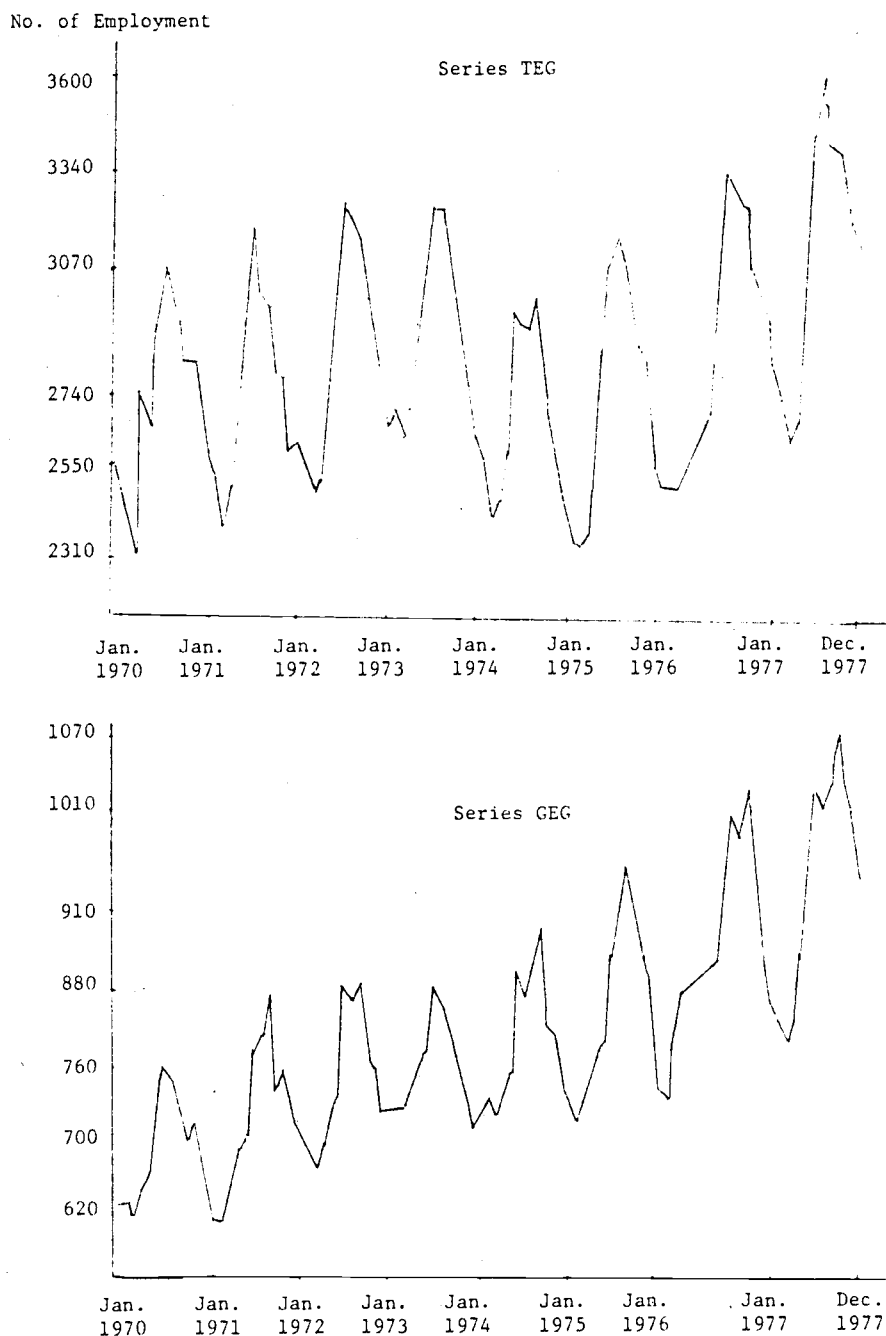 No. of Employment
Series TEG
3600
3340
3070
2740
2550
2310
Jan. Jan. Jan. Jan. Jan. Jan. Jan. Jan. Dec.
1970 1971 1972 1973 1974 1975 1976 1977 1977
1070
1010
Series GEG
910
880
760
700
620
Jan. Jan. Jan. Jan. Jan. Jan. Jan. Jan. Dec.
1970 1971 1972 1973 1974 1975 1976 1977 1977